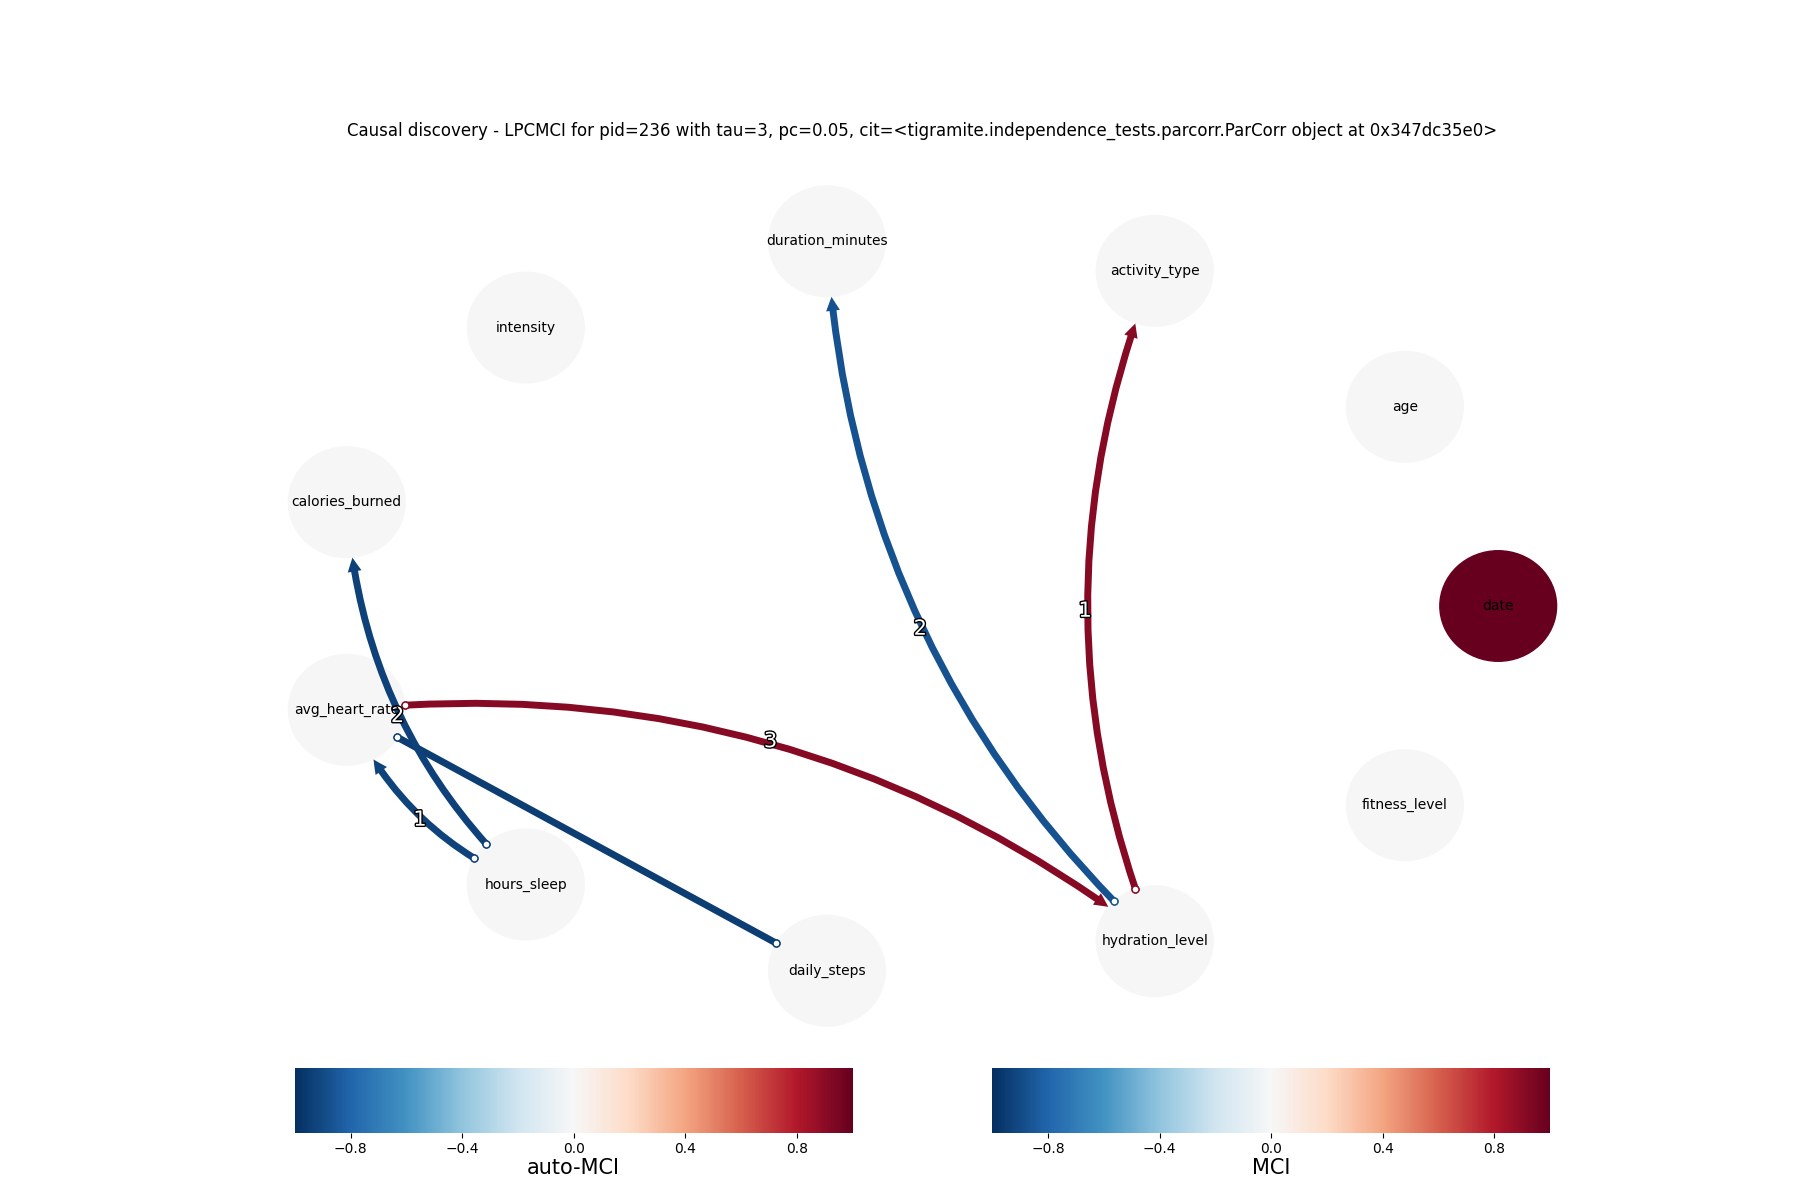 Causal discovery - LPCMCI for pid=236 with tau=3, pc=0.05, cit=<tigramite.independence_tests.parcorr.ParCorr object at 0x347dc35e0>
duration_minutes
activity_type
intensity
age
calories_burned
date
1
2
avg_heart_rate
2
3
fitness_level
1
hours_sleep
hydration_level
daily_steps
−0.8 −0.4 0.0 0.4 0.8
auto-MCI
−0.8 −0.4 0.0 0.4 0.8
MCI